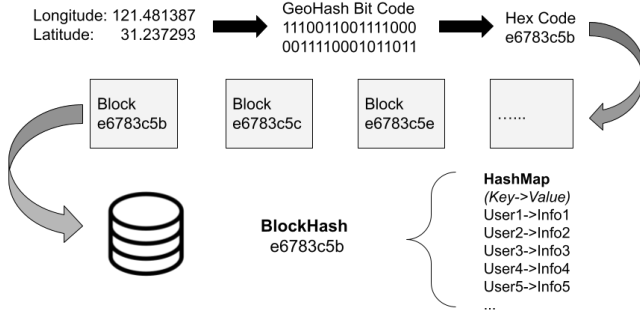 Longitude: 121.481387
Latitude: 31.237293
GeoHash Bit Code
1110011001111000
0011110001011011
Hex Code
e6783c5b
Block
e6783c5b
Block
e6783c5c
Block
e6783c5e
......
BlockHash
e6783c5b
HashMap
(Key->Value)
User1->Info1
User2->Info2
User3->Info3
User4->Info4
User5->Info5
...